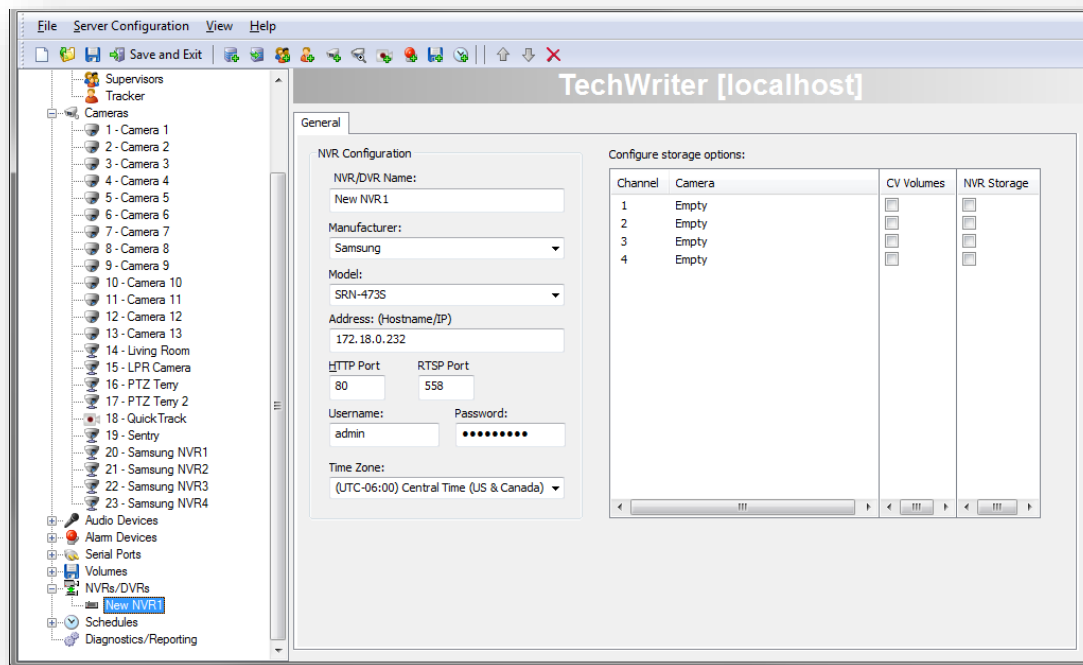 File Server Configuration View Help
Save and Exit
TechWriter [localhost]
Supervisors
Tracker
Cameras
1 - Camera 1
2 - Camera 2
3 - Camera 3
4 - Camera 4
5 - Camera 5
6 - Camera 6
7 - Camera 7
8 - Camera 8
9 - Camera 9
10 - Camera 10
11 - Camera 11
12 - Camera 12
13 - Camera 13
14 - Living Room
15 - LPR Camera
16 - PTZ Terry
17 - PTZ Terry 2
18 - QuickTrack
19 - Sentry
20 - Samsung NVR1
21 - Samsung NVR2
22 - Samsung NVR3
23 - Samsung NVR4
Audio Devices
Alarm Devices
Serial Ports
Volumes
NVRs/DVRs
New NVR1
Schedules
Diagnostics/Reporting
General
NVR Configuration
NVR/DVR Name:
New NVR1
Manufacturer:
Samsung
Model:
SRN-473S
Address: (Hostname/IP)
172.18.0.232
HTTP Port RTSP Port
80 558
Username: Password:
admin •••••••••
Time Zone:
(UTC-06:00) Central Time (US & Canada)
Configure storage options:
Channel Camera CV Volumes NVR Storage
1 Empty
2 Empty
3 Empty
4 Empty